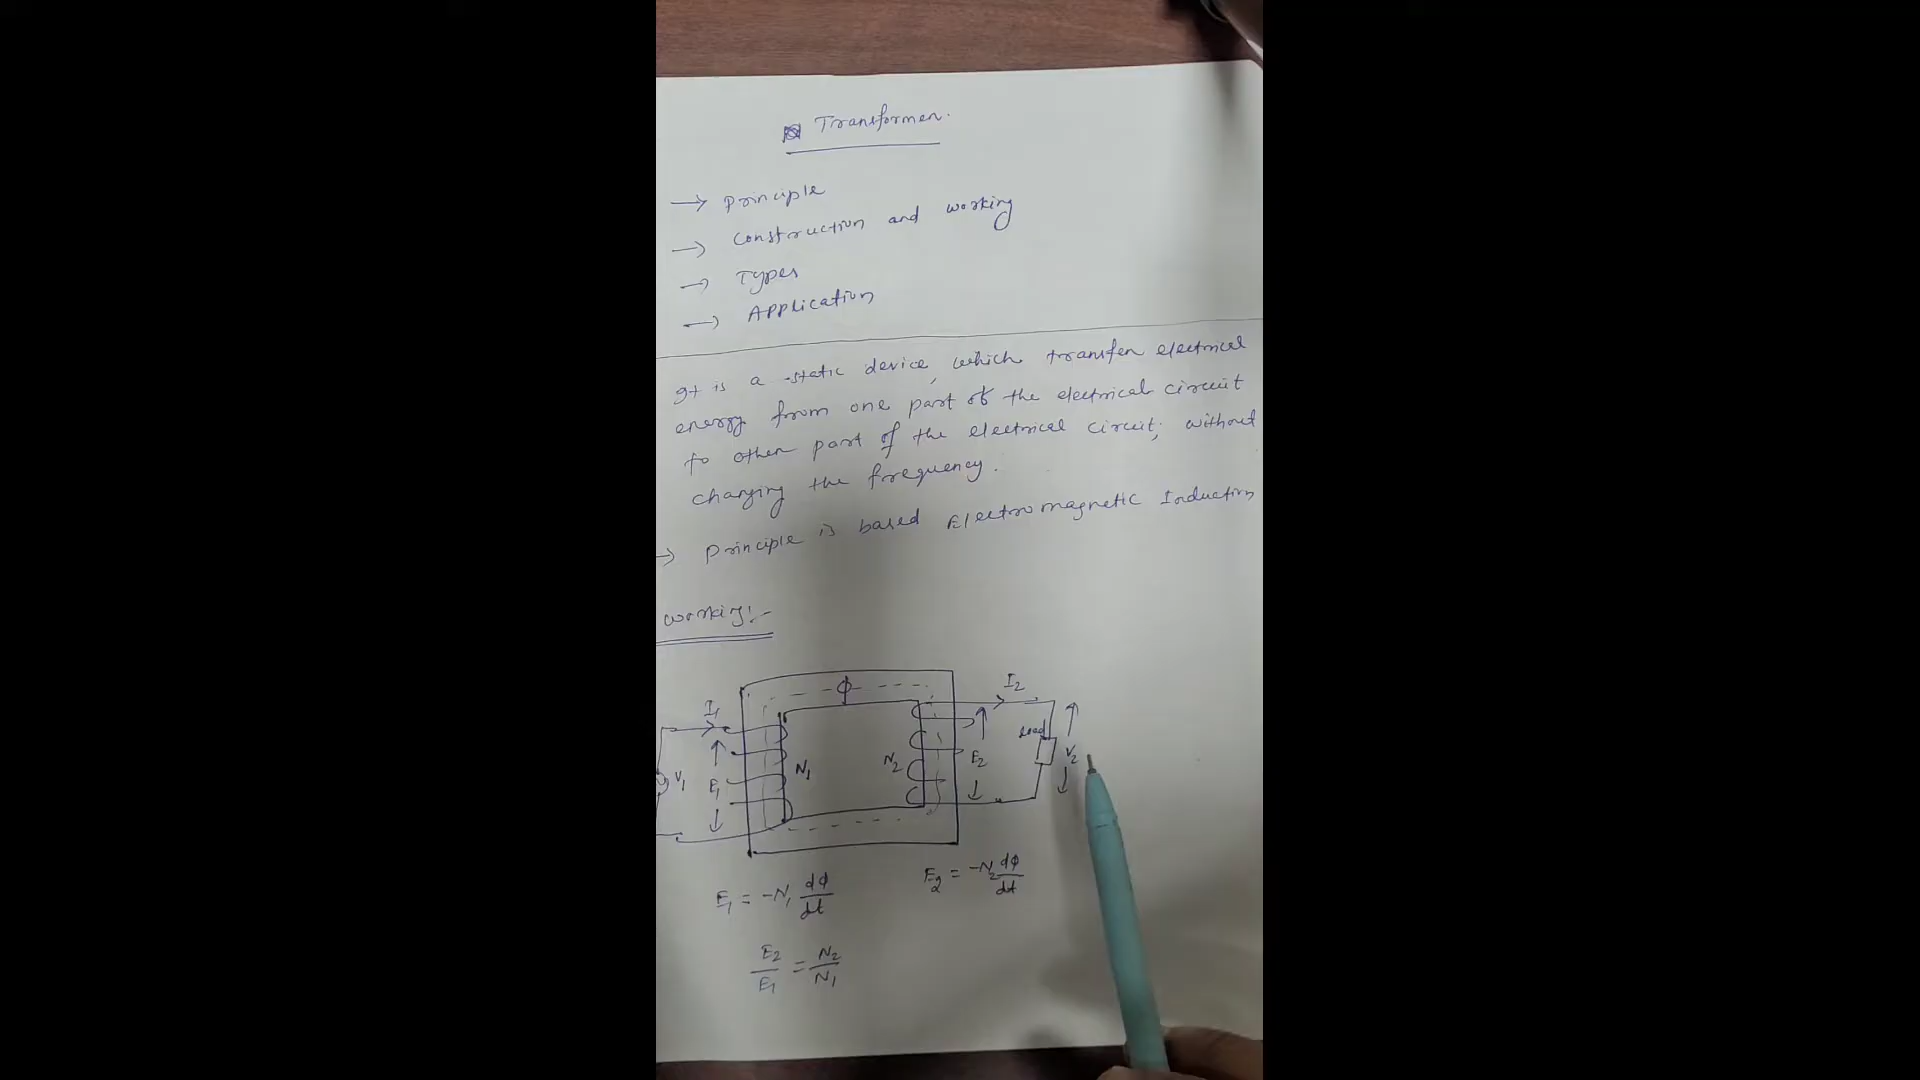 Transformer.
→ Principle
→ Construction and working
→ Types
→ Application
It is a static device, which transfer electrical
energy from one part of the electrical circuit
to other part of the electrical circuit, without
changing the frequency.
→ Principle is based Electromagnetic Induction
Working:-
ϕ
I₁
I₂
V₁
E₁
N₁
N₂
E₂
Load
V₂
E₁ = -N₁ dϕ/dt
E₂ = -N₂ dϕ/dt
E₂/E₁ = N₂/N₁